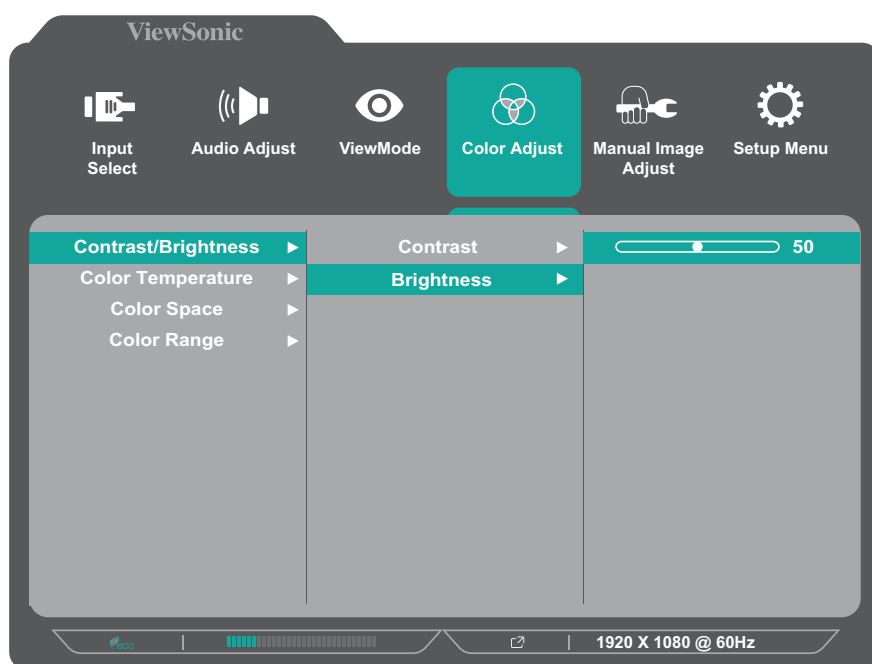 ViewSonic
Input
Select
Audio Adjust
ViewMode
Color Adjust
Manual Image
Adjust
Setup Menu
Contrast/Brightness
Contrast
50
Color Temperature
Brightness
Color Space
Color Range
eco
1920 X 1080 @ 60Hz